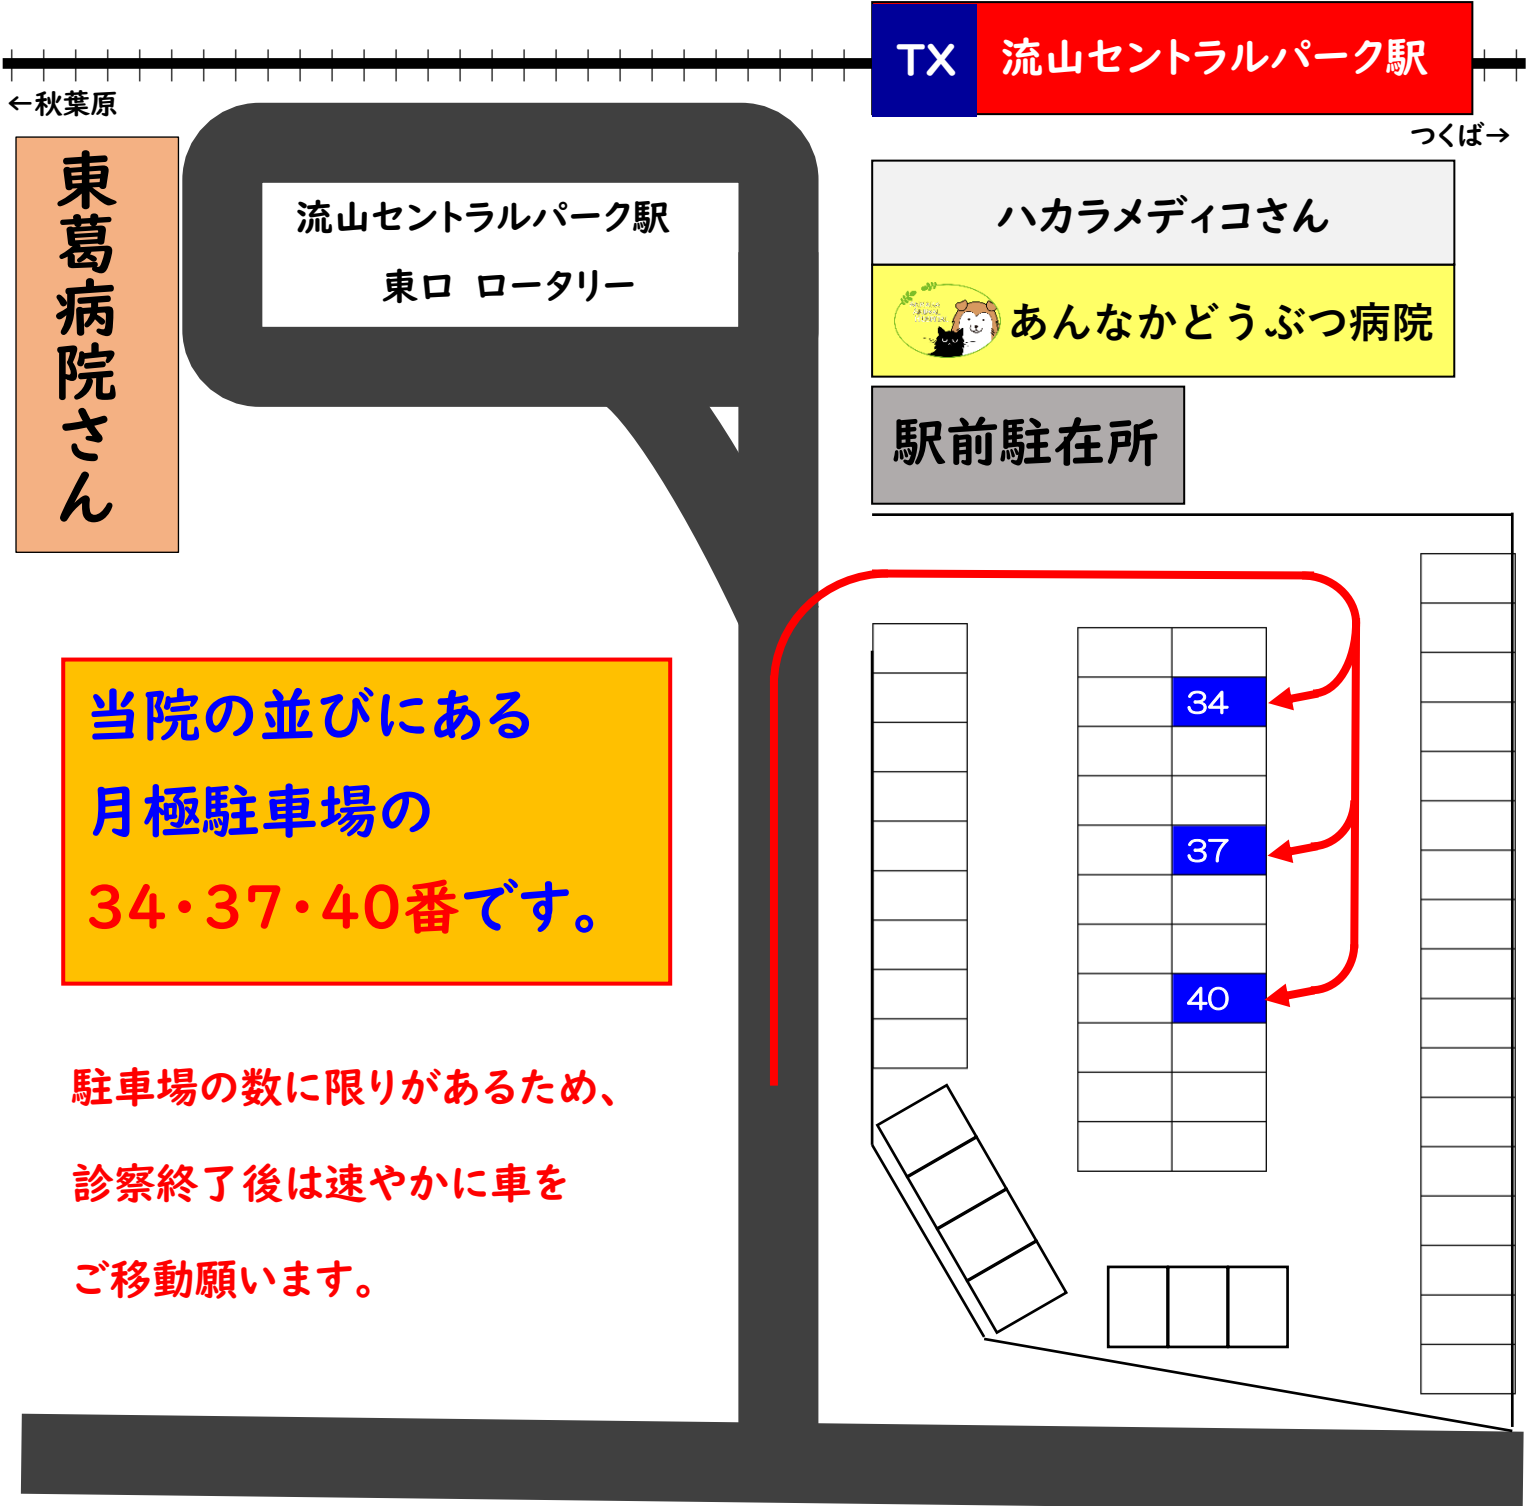 TX 流山セントラルパーク駅
←秋葉原
つくば→
東葛病院さん
流山セントラルパーク駅
東口 ロータリー
ハカラメディコさん
あんなかどうぶつ病院
駅前駐在所
当院の並びにある
月極駐車場の
34・37・40番です。
34
37
40
駐車場の数に限りがあるため、
診察終了後は速やかに車を
ご移動願います。